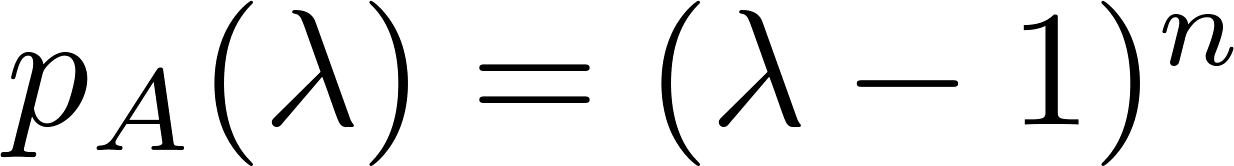 p_A(λ) = (λ − 1)^n